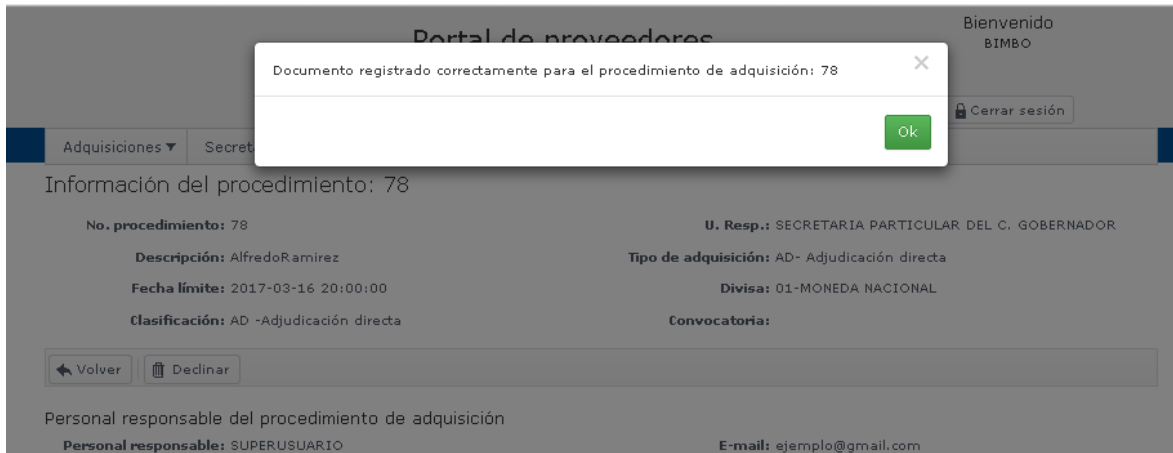 Portal de proveedores
Bienvenido
BIMBO
Documento registrado correctamente para el procedimiento de adquisición: 78
×
Ok
Cerrar sesión
Adquisiciones ▼
Información del procedimiento: 78
No. procedimiento: 78
U. Resp.: SECRETARIA PARTICULAR DEL C. GOBERNADOR
Descripción: AlfredoRamirez
Tipo de adquisición: AD- Adjudicación directa
Fecha límite: 2017-03-16 20:00:00
Divisa: 01-MONEDA NACIONAL
Clasificación: AD -Adjudicación directa
Convocatoria:
Volver
Declinar
Personal responsable del procedimiento de adquisición
Personal responsable: SUPERUSUARIO
E-mail: ejemplo@gmail.com